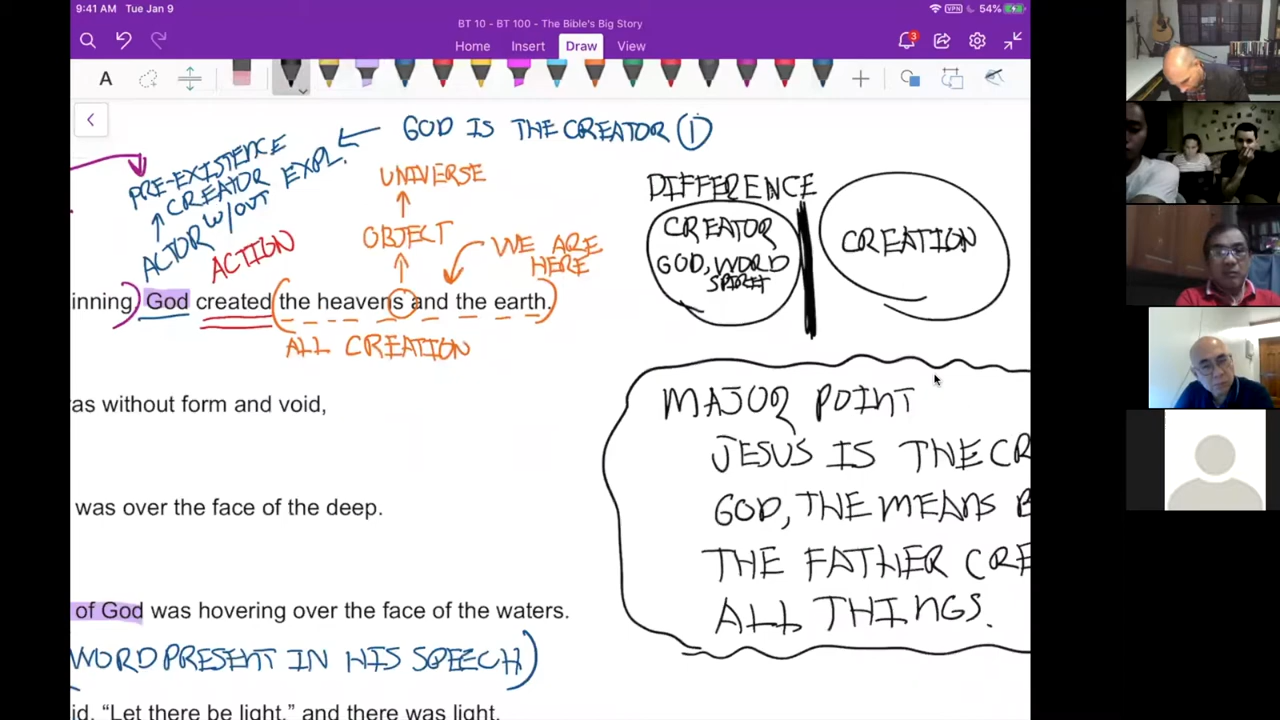 9:41 AM Tue Jan 9
VPN 54%
BT 10 - BT 100 - The Bible's Big Story
Home Insert Draw View
3
A
GOD IS THE CREATOR ①
PRE-EXISTENCE
CREATOR EXPL.
W/OUT
ACTOR
ACTION
UNIVERSE
OBJECT
WE ARE
HERE
inning, God created the heavens and the earth.
ALL CREATION
DIFFERENCE
CREATOR
GOD, WORD
SPIRIT
CREATION
as without form and void,
was over the face of the deep.
of God was hovering over the face of the waters.
WORD PRESENT IN HIS SPEECH)
id, “Let there be light,” and there was light.
MAJOR POINT
JESUS IS THE CR
GOD, THE MEANS B
THE FATHER CRE
ALL THINGS.